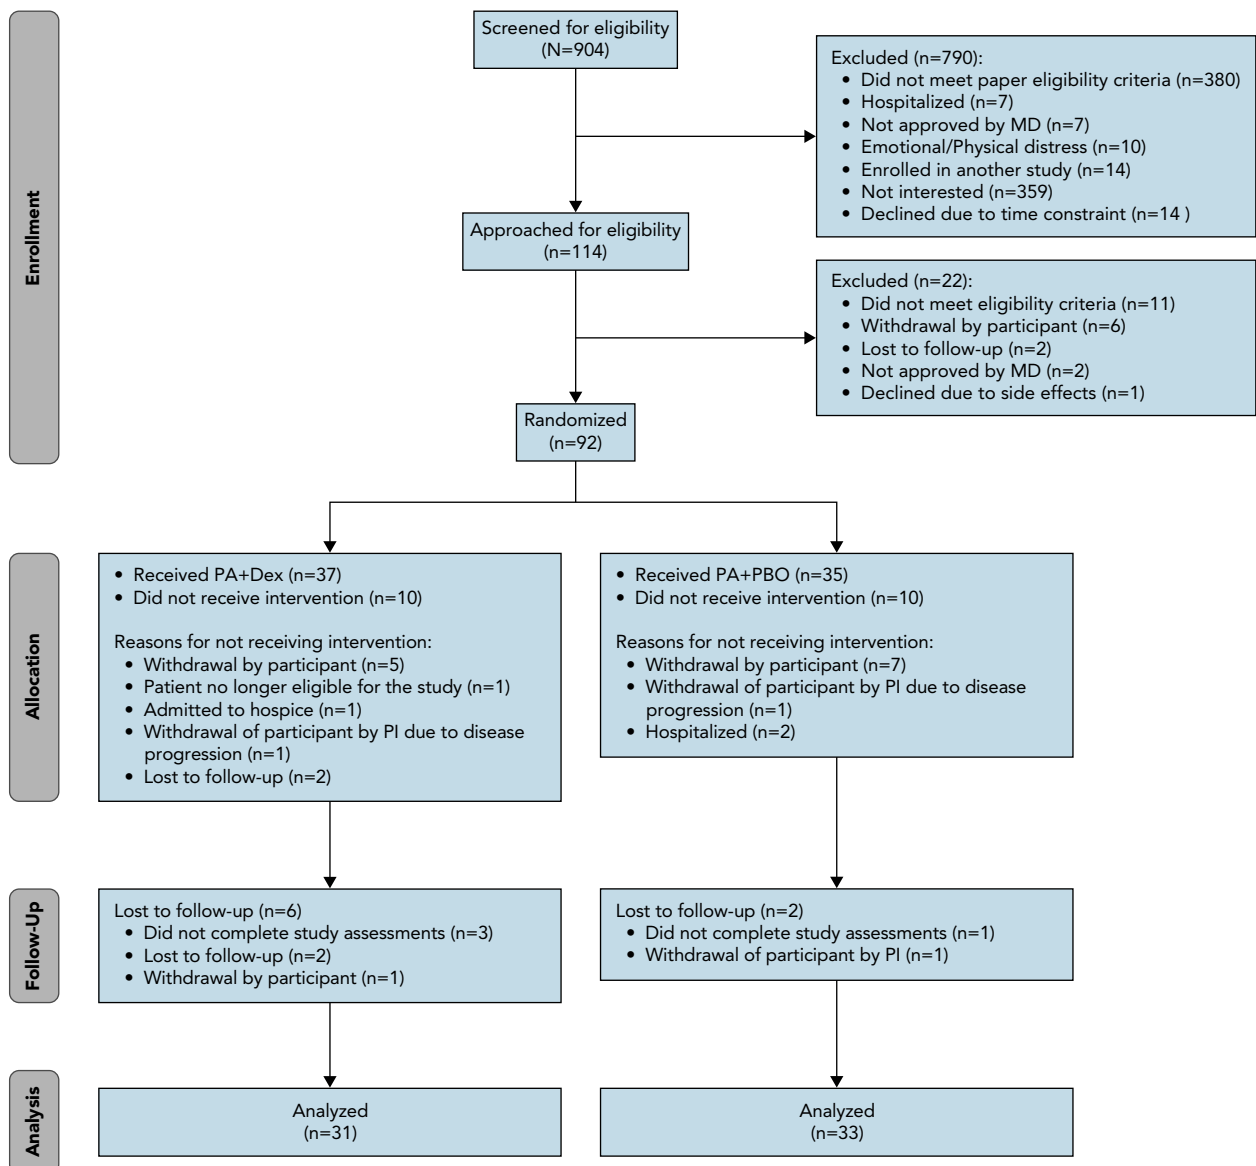 Enrollment
Screened for eligibility
(N=904)
Excluded (n=790):
• Did not meet paper eligibility criteria (n=380)
• Hospitalized (n=7)
• Not approved by MD (n=7)
• Emotional/Physical distress (n=10)
• Enrolled in another study (n=14)
• Not interested (n=359)
• Declined due to time constraint (n=14 )
Approached for eligibility
(n=114)
Excluded (n=22):
• Did not meet eligibility criteria (n=11)
• Withdrawal by participant (n=6)
• Lost to follow-up (n=2)
• Not approved by MD (n=2)
• Declined due to side effects (n=1)
Randomized
(n=92)
Allocation
• Received PA+Dex (n=37)
• Did not receive intervention (n=10)
Reasons for not receiving intervention:
• Withdrawal by participant (n=5)
• Patient no longer eligible for the study (n=1)
• Admitted to hospice (n=1)
• Withdrawal of participant by PI due to disease
progression (n=1)
• Lost to follow-up (n=2)
• Received PA+PBO (n=35)
• Did not receive intervention (n=10)
Reasons for not receiving intervention:
• Withdrawal by participant (n=7)
• Withdrawal of participant by PI due to disease
progression (n=1)
• Hospitalized (n=2)
Follow-Up
Lost to follow-up (n=6)
• Did not complete study assessments (n=3)
• Lost to follow-up (n=2)
• Withdrawal by participant (n=1)
Lost to follow-up (n=2)
• Did not complete study assessments (n=1)
• Withdrawal of participant by PI (n=1)
Analysis
Analyzed
(n=31)
Analyzed
(n=33)